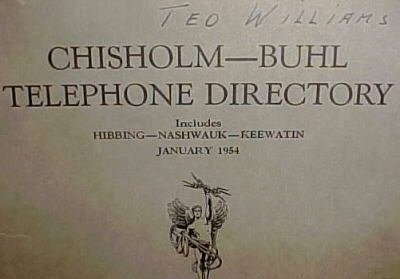 TED WILLIAMS
CHISHOLM—BUHL
TELEPHONE DIRECTORY
Includes
HIBBING—NASHWAUK—KEEWATIN
JANUARY 1954